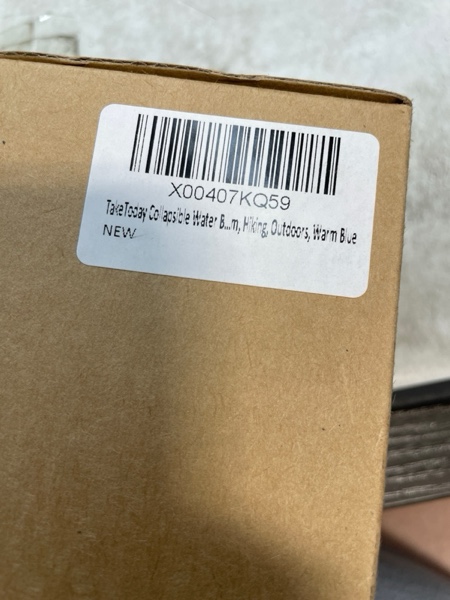 X00407KQ59
TakeToday Collapsible Water B...m, Hiking, Outdoors, Warm Blue
NEW